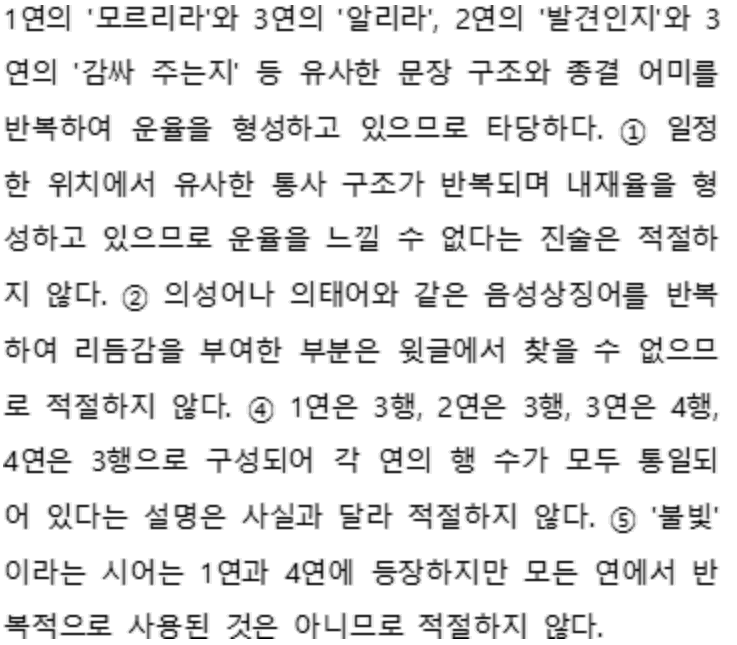 1연의 '모르리라'와 3연의 '알리라', 2연의 '발견인지'와 3
연의 '감싸 주는지' 등 유사한 문장 구조와 종결 어미를
반복하여 운율을 형성하고 있으므로 타당하다. ① 일정
한 위치에서 유사한 통사 구조가 반복되며 내재율을 형
성하고 있으므로 운율을 느낄 수 없다는 진술은 적절하
지 않다. ② 의성어나 의태어와 같은 음성상징어를 반복
하여 리듬감을 부여한 부분은 윗글에서 찾을 수 없으므
로 적절하지 않다. ④ 1연은 3행, 2연은 3행, 3연은 4행,
4연은 3행으로 구성되어 각 연의 행 수가 모두 통일되
어 있다는 설명은 사실과 달라 적절하지 않다. ⑤ '불빛'
이라는 시어는 1연과 4연에 등장하지만 모든 연에서 반
복적으로 사용된 것은 아니므로 적절하지 않다.